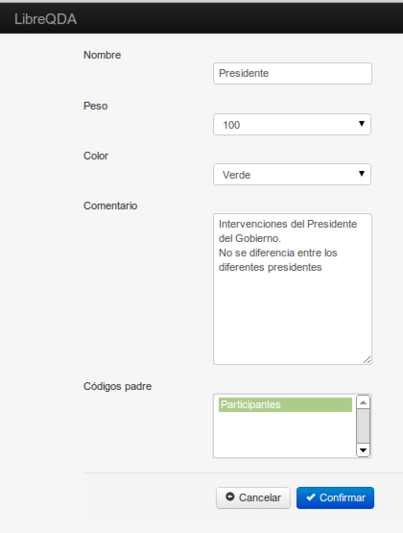 LibreQDA
Nombre
Presidente
Peso
100
Color
Verde
Comentario
Intervenciones del Presidente
del Gobierno.
No se diferencia entre los
diferentes presidentes
Códigos padre
Participantes
Cancelar
Confirmar